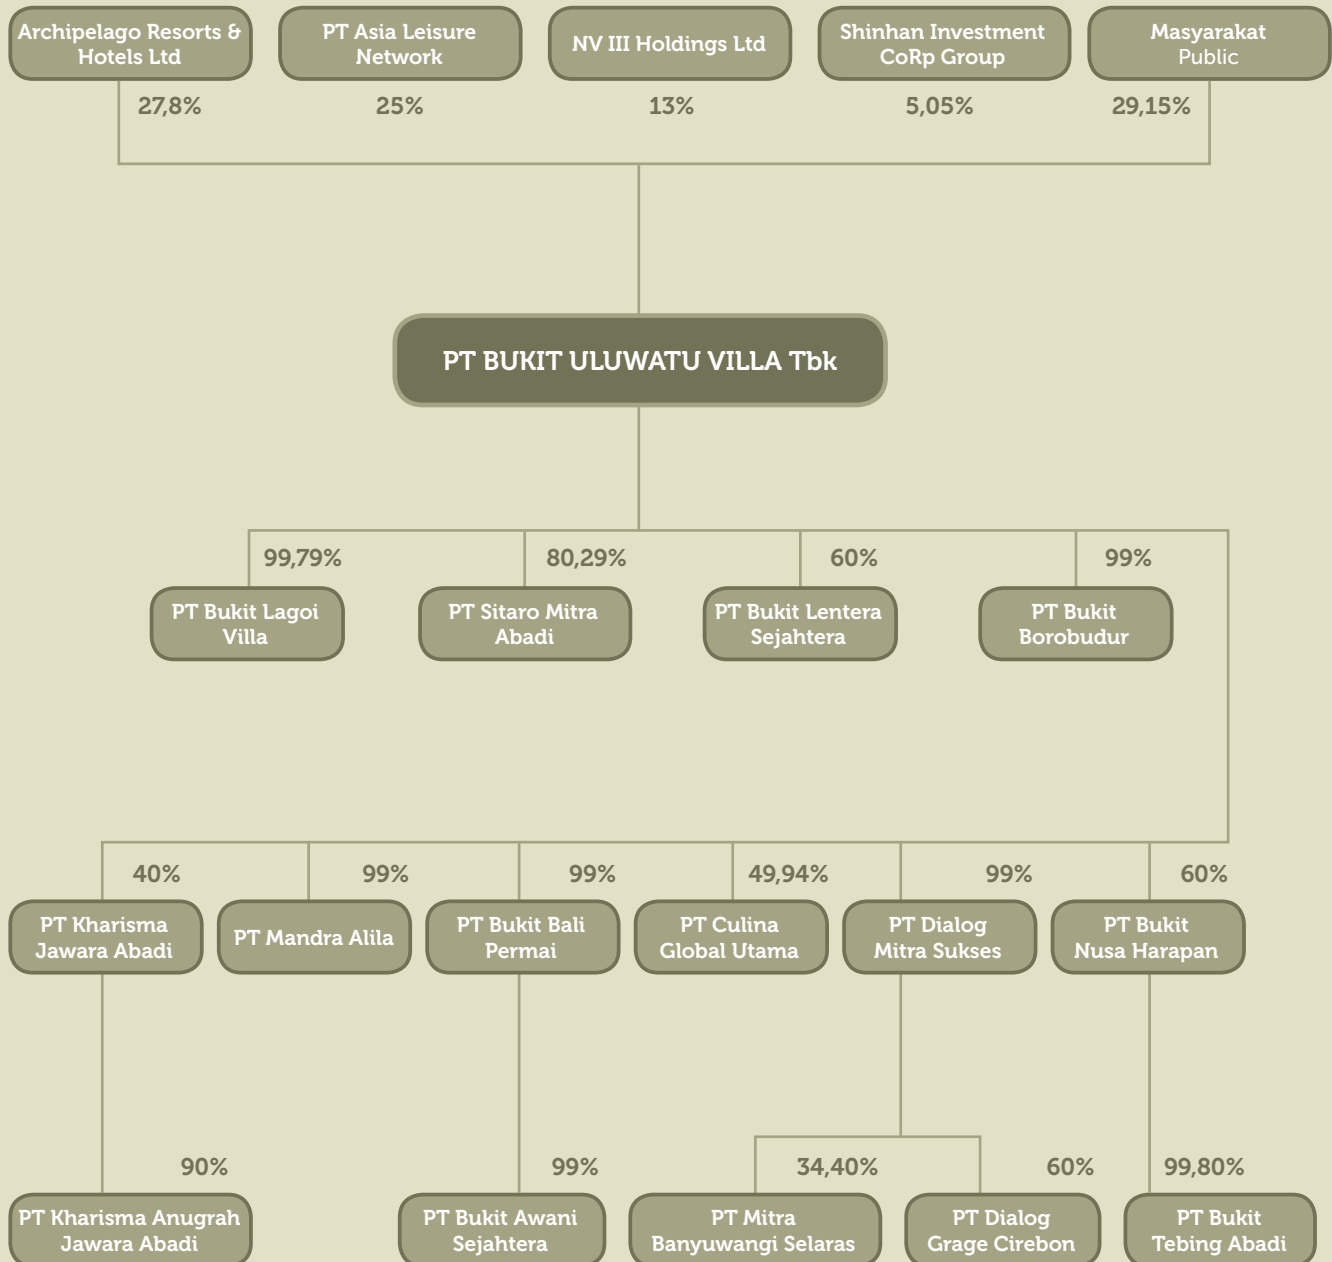 Archipelago Resorts &
Hotels Ltd
PT Asia Leisure
Network
NV III Holdings Ltd
Shinhan Investment
CoRp Group
Masyarakat
Public
27,8%
25%
13%
5,05%
29,15%
PT BUKIT ULUWATU VILLA Tbk
99,79%
80,29%
60%
99%
PT Bukit Lagoi
Villa
PT Sitaro Mitra
Abadi
PT Bukit Lentera
Sejahtera
PT Bukit
Borobudur
40%
99%
99%
49,94%
99%
60%
PT Kharisma
Jawara Abadi
PT Mandra Alila
PT Bukit Bali
Permai
PT Culina
Global Utama
PT Dialog
Mitra Sukses
PT Bukit
Nusa Harapan
90%
99%
34,40%
60%
99,80%
PT Kharisma Anugrah
Jawara Abadi
PT Bukit Awani
Sejahtera
PT Mitra
Banyuwangi Selaras
PT Dialog
Grage Cirebon
PT Bukit
Tebing Abadi